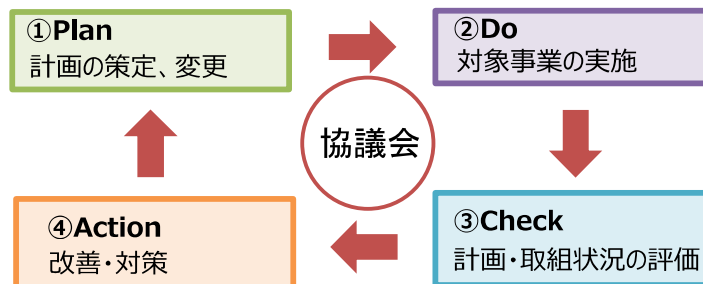 ①Plan
計画の策定、変更
②Do
対象事業の実施
協議会
③Check
計画・取組状況の評価
④Action
改善・対策